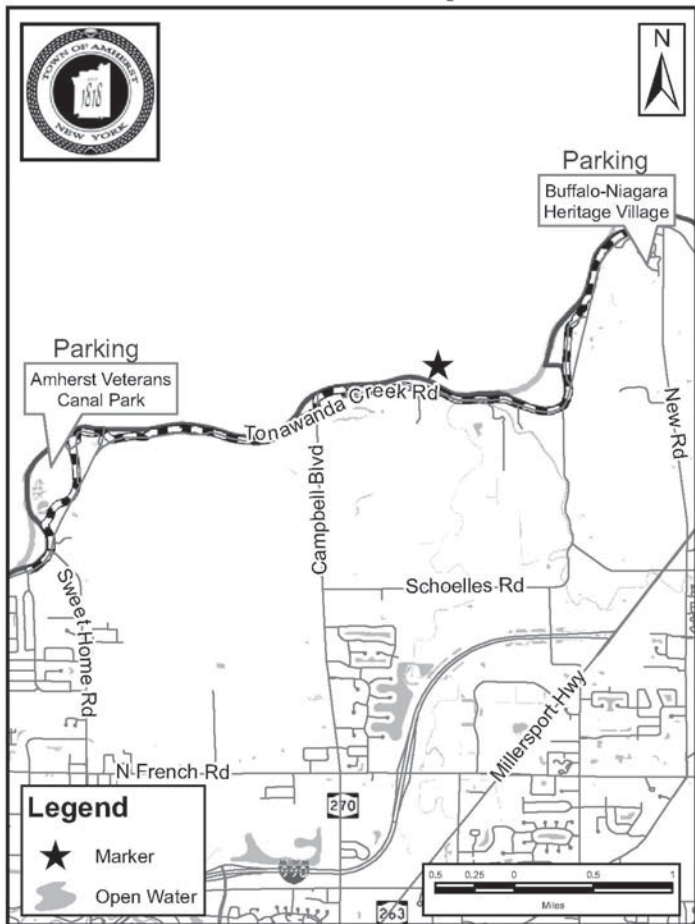 TOWN OF AMHERST
1818
NEW YORK
N
Parking
Buffalo-Niagara
Heritage Village
Parking
Amherst Veterans
Canal Park
Tonawanda Creek Rd
New-Rd
Campbell-Blvd
Schoelles Rd
Sweet-Home-Rd
Millersport-Hwy
N French Rd
270
Legend
Marker
Open Water
990
263
0.5 0.25 0 0.5 1
Miles